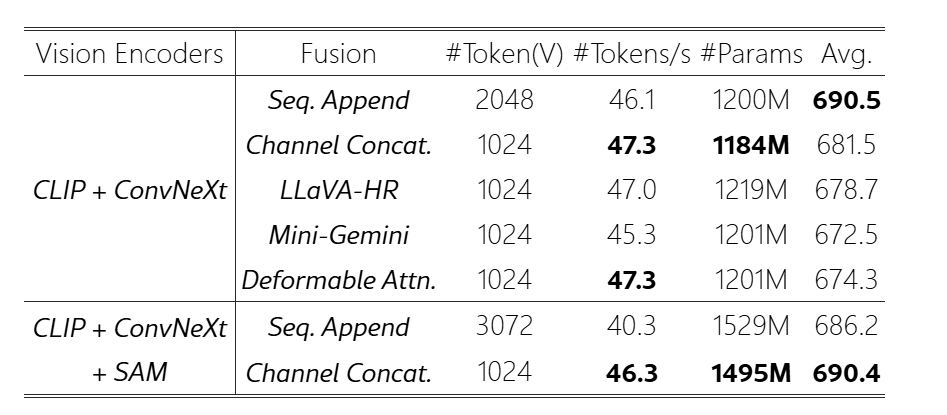 Vision Encoders Fusion #Token(V) #Tokens/s #Params Avg.
Seq. Append 2048 46.1 1200M 690.5
Channel Concat. 1024 47.3 1184M 681.5
CLIP + ConvNeXt LLaVA-HR 1024 47.0 1219M 678.7
Mini-Gemini 1024 45.3 1201M 672.5
Deformable Attn. 1024 47.3 1201M 674.3
CLIP + ConvNeXt Seq. Append 3072 40.3 1529M 686.2
+ SAM Channel Concat. 1024 46.3 1495M 690.4